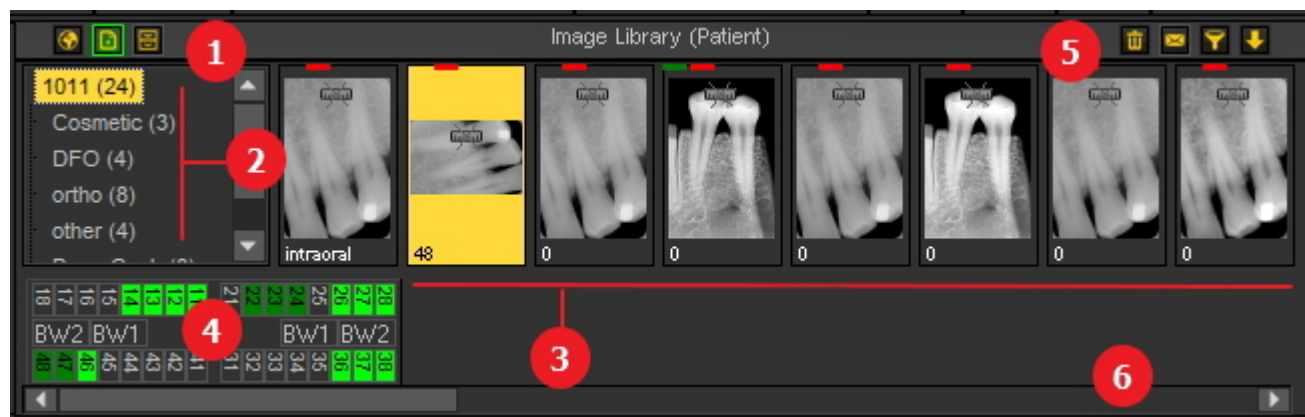 Image Library (Patient)
1
5
1011 (24)
Cosmetic (3)
DFO (4)
ortho (8)
other (4)
2
intraoral
48
0
0
0
0
0
0
18 17 16 15 14 13 12 11 21 22 23 24 25 26 27 28
BW2 BW1 BW1 BW2
4
48 47 46 45 44 43 42 41 31 32 33 34 35 36 37 38
3
6